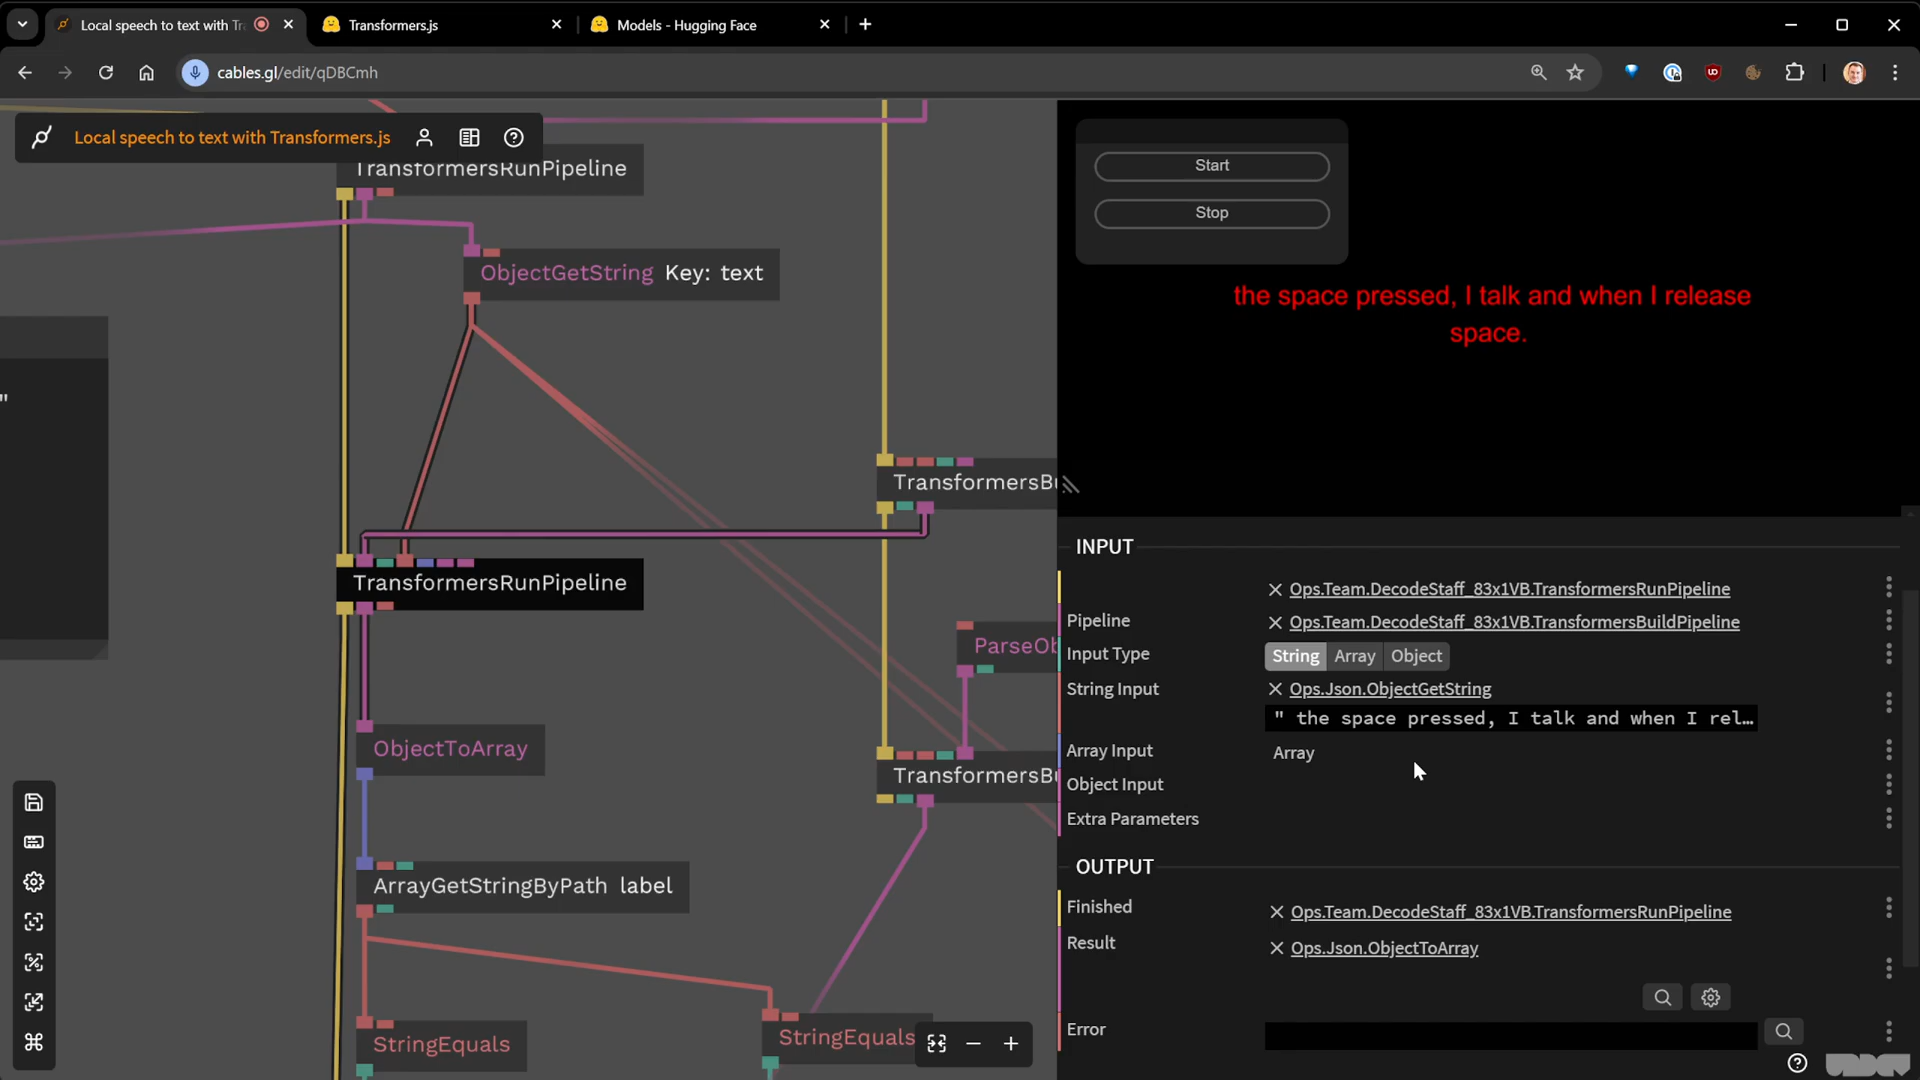 Local speech to text with Tr
Transformers.js
Models - Hugging Face
cables.gl/edit/qDBCmh
Local speech to text with Transformers.js
TransformersRunPipeline
ObjectGetString Key: text
"
TransformersBu
TransformersRunPipeline
ParseOb
ObjectToArray
TransformersBu
ArrayGetStringByPath label
StringEquals
StringEquals
Start
Stop
the space pressed, I talk and when I release
space.
INPUT
Ops.Team.DecodeStaff_83x1VB.TransformersRunPipeline
Pipeline
Ops.Team.DecodeStaff_83x1VB.TransformersBuildPipeline
Input Type
String Array Object
String Input
Ops.Json.ObjectGetString
" the space pressed, I talk and when I rel…
Array Input
Array
Object Input
Extra Parameters
OUTPUT
Finished
Ops.Team.DecodeStaff_83x1VB.TransformersRunPipeline
Result
Ops.Json.ObjectToArray
Error